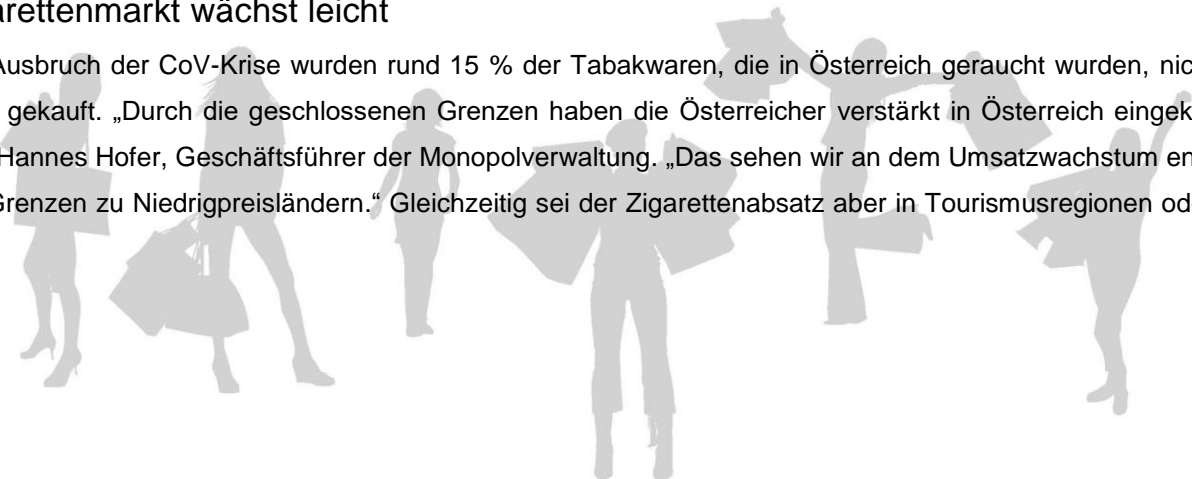 arettenmarkt wächst leicht
Ausbruch der CoV-Krise wurden rund 15 % der Tabakwaren, die in Österreich geraucht wurden, nic
gekauft. „Durch die geschlossenen Grenzen haben die Österreicher verstärkt in Österreich eingek
Hannes Hofer, Geschäftsführer der Monopolverwaltung. „Das sehen wir an dem Umsatzwachstum en
Grenzen zu Niedrigpreisländern.“ Gleichzeitig sei der Zigarettenabsatz aber in Tourismusregionen od